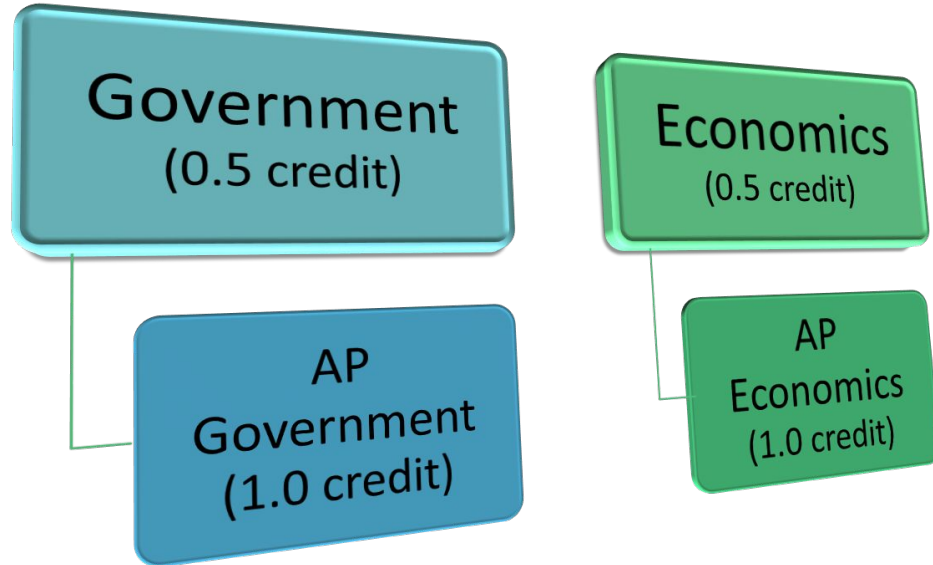 Government
(0.5 credit)
AP
Government
(1.0 credit)
Economics
(0.5 credit)
AP
Economics
(1.0 credit)